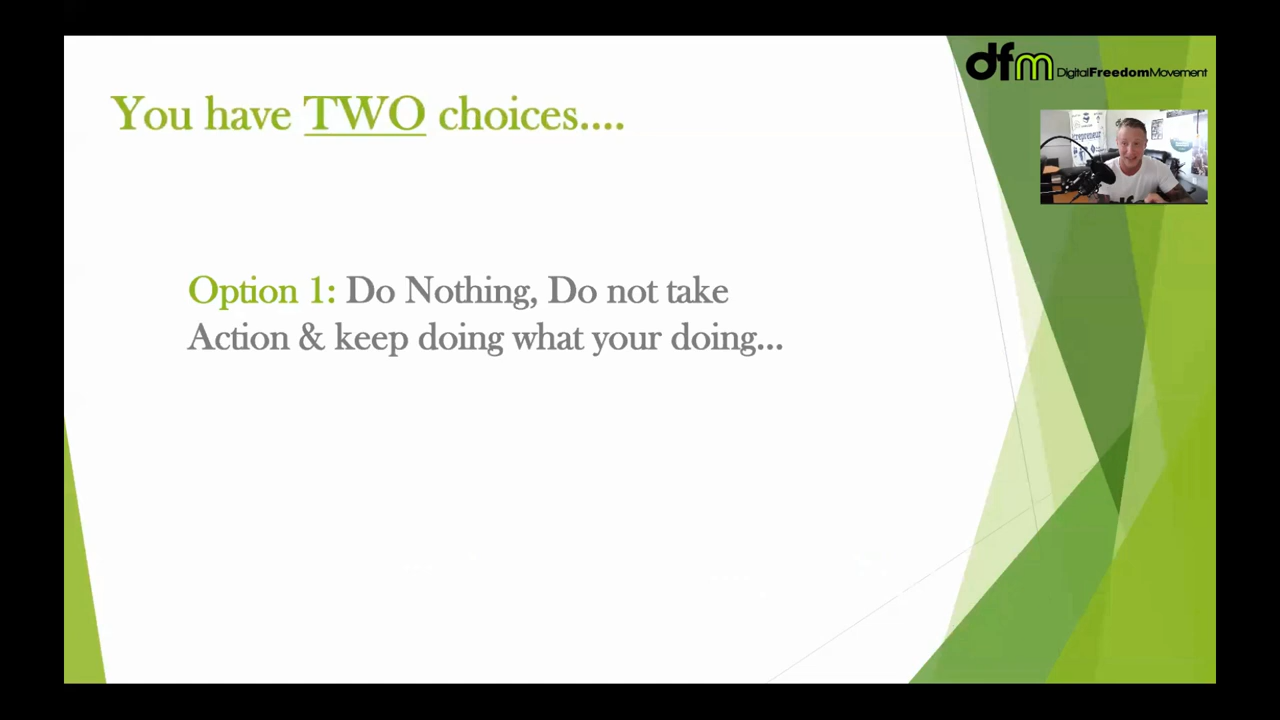 dfm DigitalFreedomMovement
You have TWO choices....
Option 1: Do Nothing, Do not take
Action & keep doing what your doing...